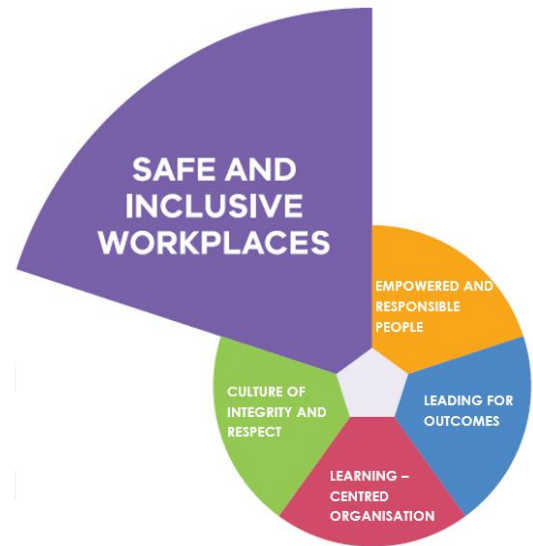 SAFE AND
INCLUSIVE
WORKPLACES
EMPOWERED AND
RESPONSIBLE
PEOPLE
LEADING FOR
OUTCOMES
LEARNING –
CENTRED
ORGANISATION
CULTURE OF
INTEGRITY AND
RESPECT